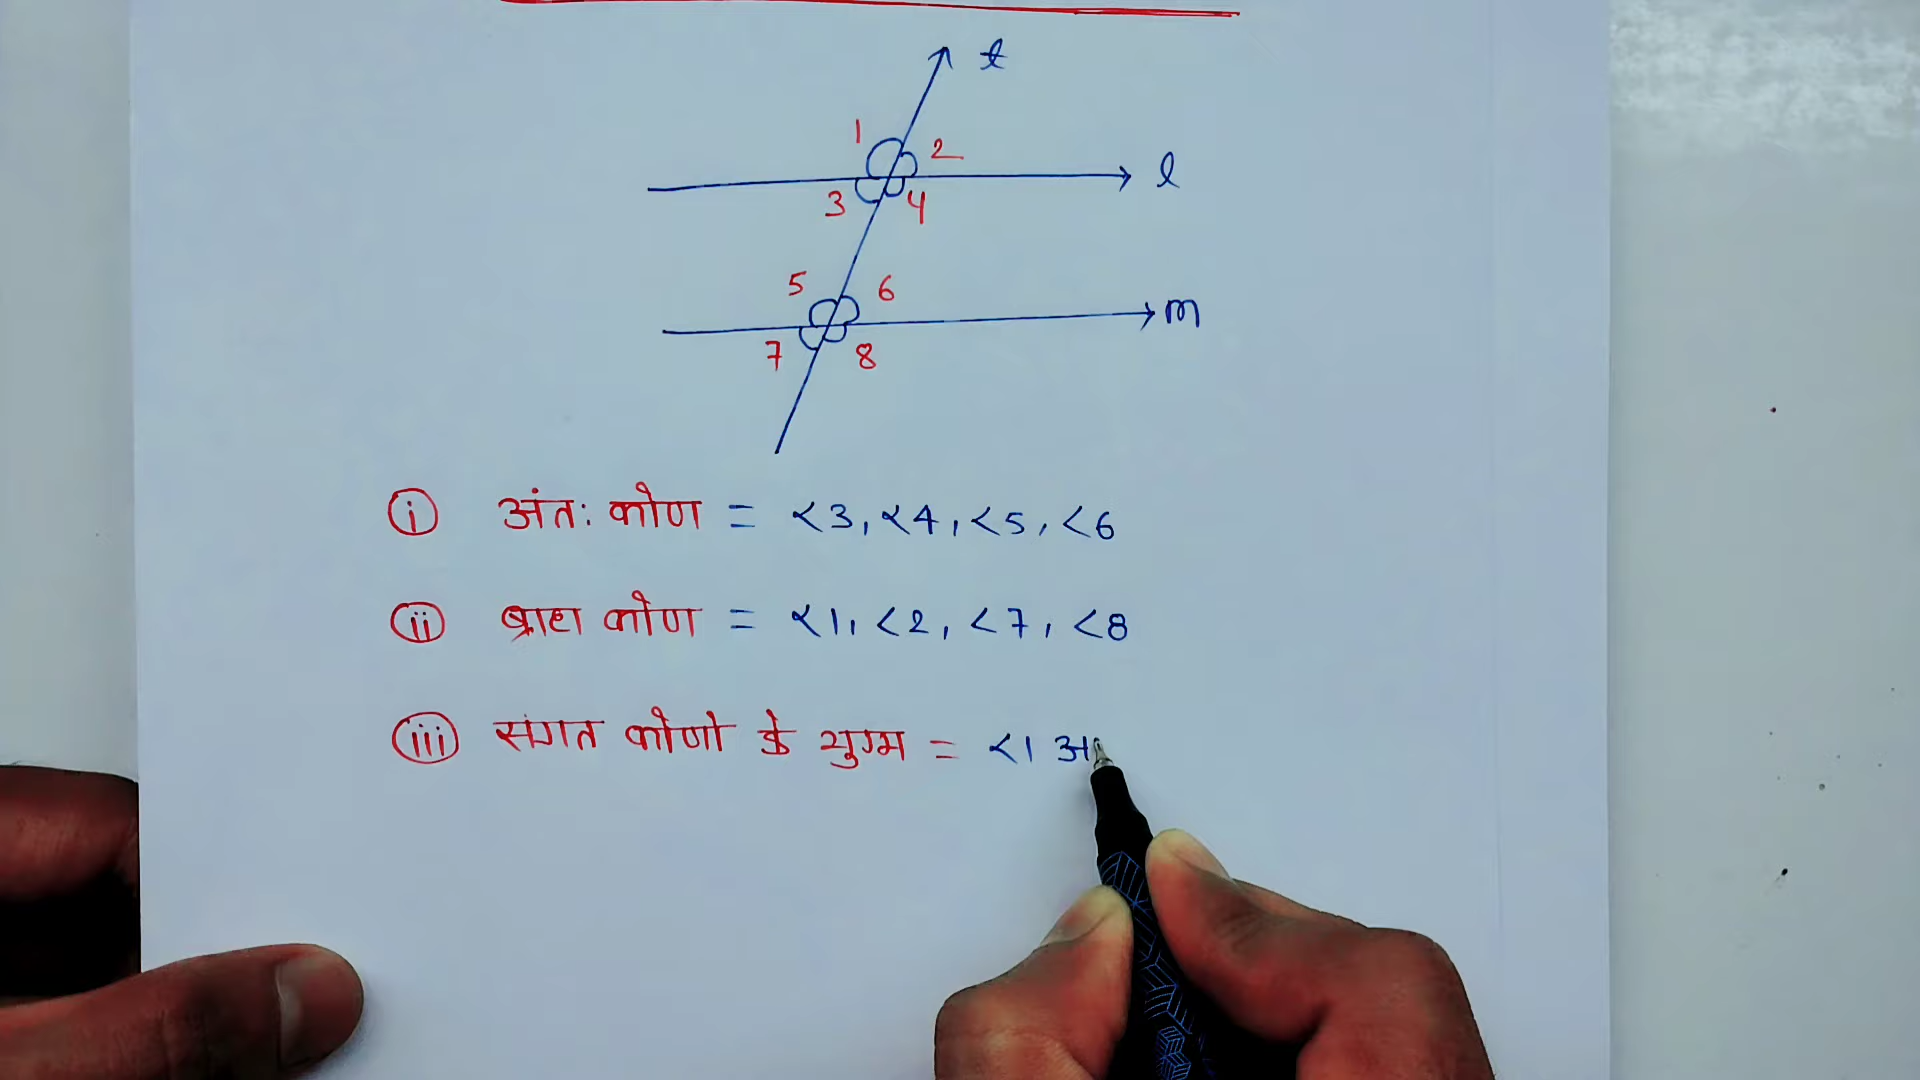 t
1 2
l
3 4
5 6
m
7 8
(i) अंत: कोण = <3, <4, <5, <6
(ii) ब्राह्य कोण = <1, <2, <7, <8
(iii) संगत कोणो के युग्म = <1 अ